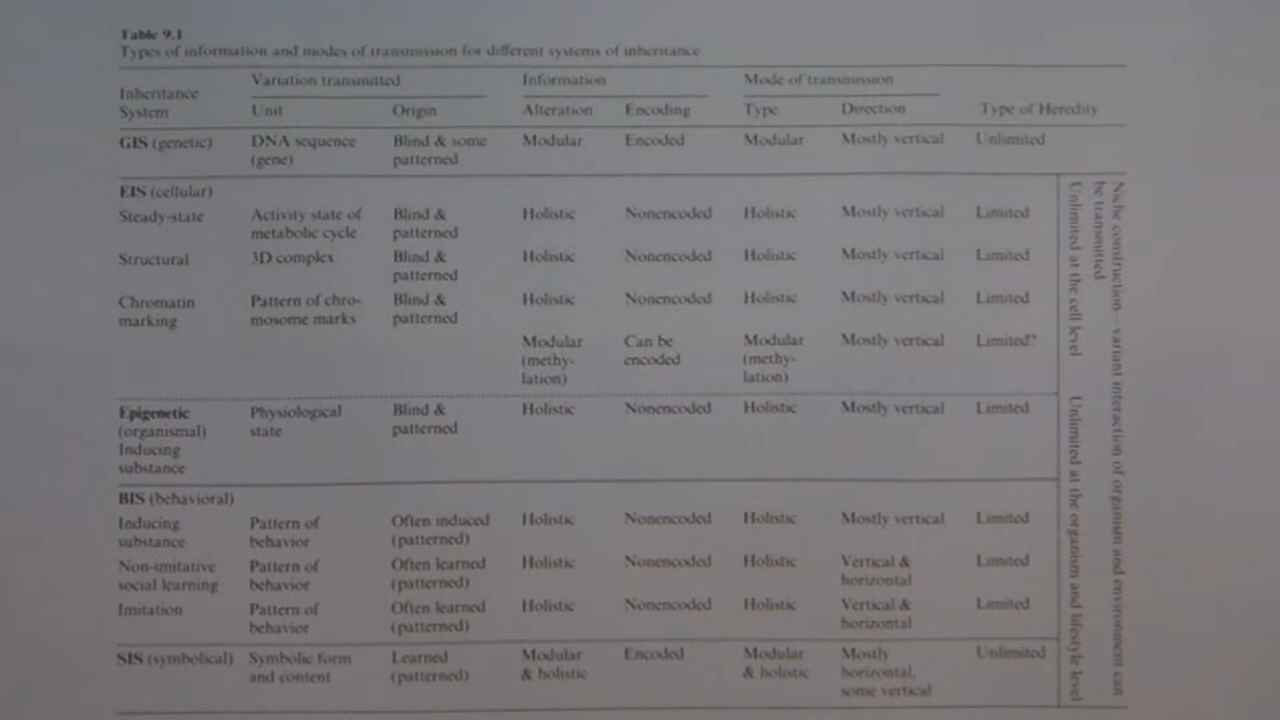 Table 9.1
Types of information and modes of transmission for different systems of inheritance
Variation transmitted Information Mode of transmission
Inheritance
System Unit Origin Alteration Encoding Type Direction Type of Heredity
GIS (genetic) DNA sequence Blind & some Modular Encoded Modular Mostly vertical Unlimited
(gene) patterned
EIS (cellular)
Steady-state Activity state of Blind & Holistic Nonencoded Holistic Mostly vertical Limited
metabolic cycle patterned
Structural 3D complex Blind & Holistic Nonencoded Holistic Mostly vertical Limited
patterned
Chromatin Pattern of chro- Blind & Holistic Nonencoded Holistic Mostly vertical Limited
marking mosome marks patterned
Modular Can be Modular Mostly vertical Limited?
(methy- encoded (methy-
lation) lation)
Epigenetic Physiological Blind & Holistic Nonencoded Holistic Mostly vertical Limited
(organismal) state patterned
Inducing
substance
BIS (behavioral)
Inducing Pattern of Often induced Holistic Nonencoded Holistic Mostly vertical Limited
substance behavior (patterned)
Non-imitative Pattern of Often learned Holistic Nonencoded Holistic Vertical & Limited
social learning behavior (patterned) horizontal
Imitation Pattern of Often learned Holistic Nonencoded Holistic Vertical & Limited
behavior (patterned) horizontal
SIS (symbolical) Symbolic form Learned Modular Encoded Modular Mostly Unlimited
and content (patterned) & holistic & holistic horizontal,
some vertical
Niche construction – variant interaction of organism and environment can
be transmitted
Unlimited at the cell level Unlimited at the organism and lifestyle level